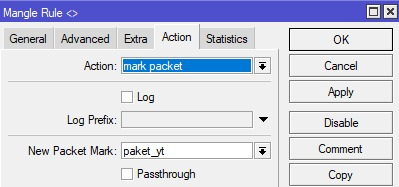 Mangle Rule <>
General Advanced Extra Action Statistics
OK
Action: mark packet
Cancel
Log
Apply
Log Prefix:
Disable
New Packet Mark: paket_yt
Comment
Passthrough
Copy